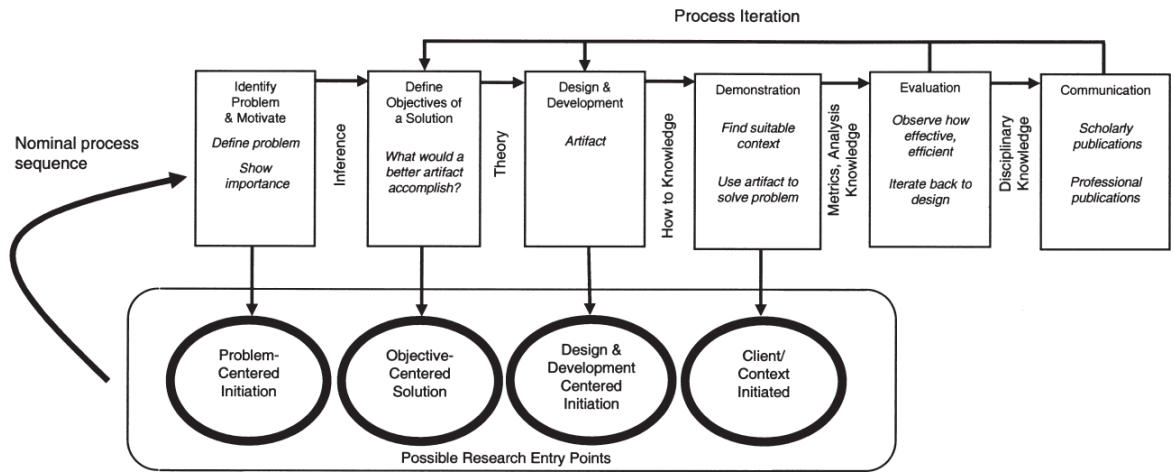 Process Iteration
Nominal process
sequence
Identify
Problem
& Motivate
Define problem
Show
importance
Inference
Define
Objectives of
a Solution
What would a
better artifact
accomplish?
Theory
Design &
Development
Artifact
How to Knowledge
Demonstration
Find suitable
context
Use artifact to
solve problem
Metrics, Analysis
Knowledge
Evaluation
Observe how
effective,
efficient
Iterate back to
design
Disciplinary
Knowledge
Communication
Scholarly
publications
Professional
publications
Problem-
Centered
Initiation
Objective-
Centered
Solution
Design &
Development
Centered
Initiation
Client/
Context
Initiated
Possible Research Entry Points